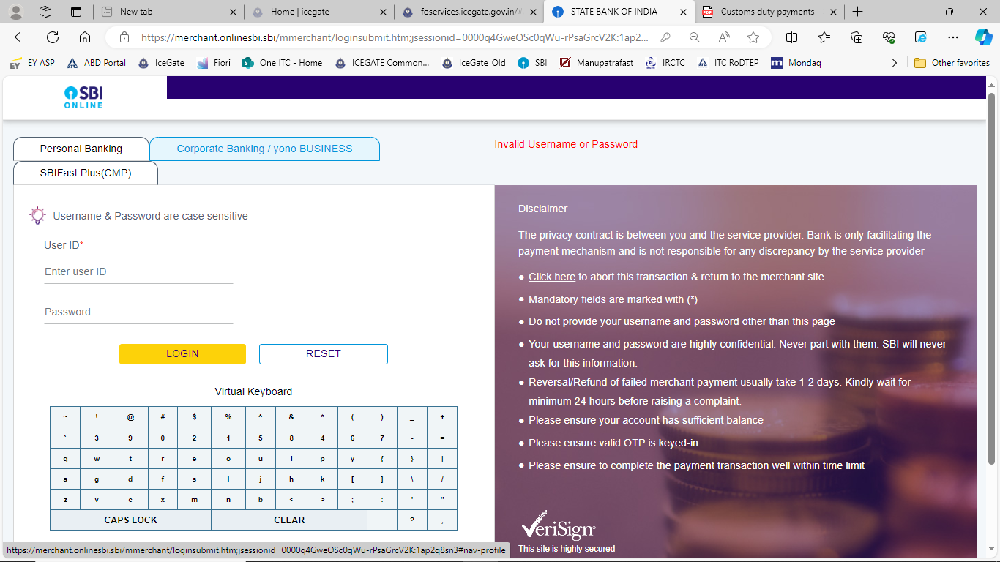 New tab
Home | icegate
foservices.icegate.gov.in/#
STATE BANK OF INDIA
PDF
Customs duty payments -
https://merchant.onlinesbi.sbi/mmerchant/loginsubmit.htm;jsessionid=0000q4GweOSc0qWu-rPsaGrcV2K:1ap2...
EY EY ASP
ABD Portal
IceGate
Fiori
S One ITC - Home
ICEGATE Common...
IceGate_Old
SBI
Manupatrafast
IRCTC
ITC RoDTEP
Mondaq
Other favorites
SBI
ONLINE
Personal Banking
Corporate Banking / yono BUSINESS
Invalid Username or Password
SBIFast Plus(CMP)
Username & Password are case sensitive
User ID*
Enter user ID
Password
LOGIN
RESET
Virtual Keyboard
~ ! @ # $ % ^ & * ( ) _ +
` 3 9 0 2 1 5 8 4 6 7 - =
q w t r e o u i p y { } |
a g d f s l j h k [ ] \ /
z v c x m n b < > ; : ' "
CAPS LOCK CLEAR . ? ,
Disclaimer
The privacy contract is between you and the service provider. Bank is only facilitating the
payment mechanism and is not responsible for any discrepancy by the service provider
• Click here to abort this transaction & return to the merchant site
• Mandatory fields are marked with (*)
• Do not provide your username and password other than this page
• Your username and password are highly confidential. Never part with them. SBI will never
ask for this information.
• Reversal/Refund of failed merchant payment usually take 1-2 days. Kindly wait for
minimum 24 hours before raising a complaint.
• Please ensure your account has sufficient balance
• Please ensure valid OTP is keyed-in
• Please ensure to complete the payment transaction well within time limit
VeriSign
This site is highly secured
https://merchant.onlinesbi.sbi/mmerchant/loginsubmit.htm;jsessionid=0000q4GweOSc0qWu-rPsaGrcV2K:1ap2q8sn3#nav-profile